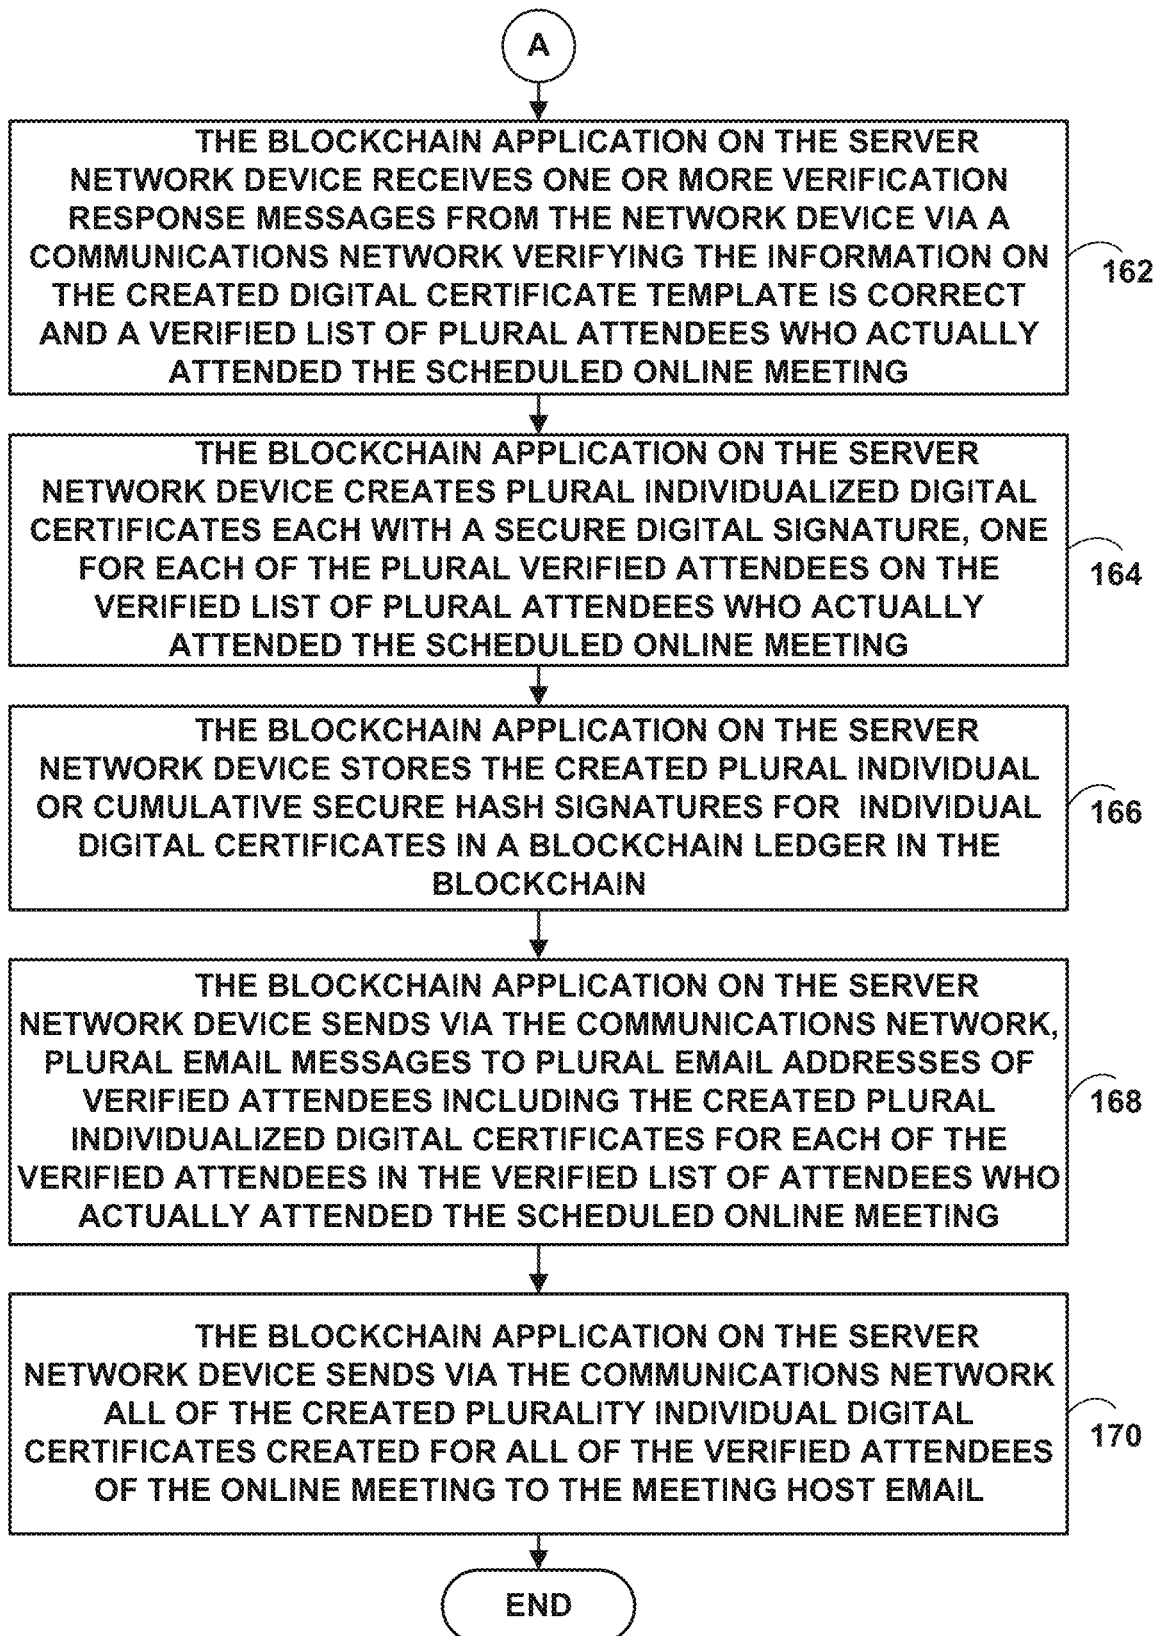 A
THE BLOCKCHAIN APPLICATION ON THE SERVER
NETWORK DEVICE RECEIVES ONE OR MORE VERIFICATION
RESPONSE MESSAGES FROM THE NETWORK DEVICE VIA A
COMMUNICATIONS NETWORK VERIFYING THE INFORMATION ON
THE CREATED DIGITAL CERTIFICATE TEMPLATE IS CORRECT
AND A VERIFIED LIST OF PLURAL ATTENDEES WHO ACTUALLY
ATTENDED THE SCHEDULED ONLINE MEETING
162
THE BLOCKCHAIN APPLICATION ON THE SERVER
NETWORK DEVICE CREATES PLURAL INDIVIDUALIZED DIGITAL
CERTIFICATES EACH WITH A SECURE DIGITAL SIGNATURE, ONE
FOR EACH OF THE PLURAL VERIFIED ATTENDEES ON THE
VERIFIED LIST OF PLURAL ATTENDEES WHO ACTUALLY
ATTENDED THE SCHEDULED ONLINE MEETING
164
THE BLOCKCHAIN APPLICATION ON THE SERVER
NETWORK DEVICE STORES THE CREATED PLURAL INDIVIDUAL
OR CUMULATIVE SECURE HASH SIGNATURES FOR INDIVIDUAL
DIGITAL CERTIFICATES IN A BLOCKCHAIN LEDGER IN THE
BLOCKCHAIN
166
THE BLOCKCHAIN APPLICATION ON THE SERVER
NETWORK DEVICE SENDS VIA THE COMMUNICATIONS NETWORK,
PLURAL EMAIL MESSAGES TO PLURAL EMAIL ADDRESSES OF
VERIFIED ATTENDEES INCLUDING THE CREATED PLURAL
INDIVIDUALIZED DIGITAL CERTIFICATES FOR EACH OF THE
VERIFIED ATTENDEES IN THE VERIFIED LIST OF ATTENDEES WHO
ACTUALLY ATTENDED THE SCHEDULED ONLINE MEETING
168
THE BLOCKCHAIN APPLICATION ON THE SERVER
NETWORK DEVICE SENDS VIA THE COMMUNICATIONS NETWORK
ALL OF THE CREATED PLURALITY INDIVIDUAL DIGITAL
CERTIFICATES CREATED FOR ALL OF THE VERIFIED ATTENDEES
OF THE ONLINE MEETING TO THE MEETING HOST EMAIL
170
END